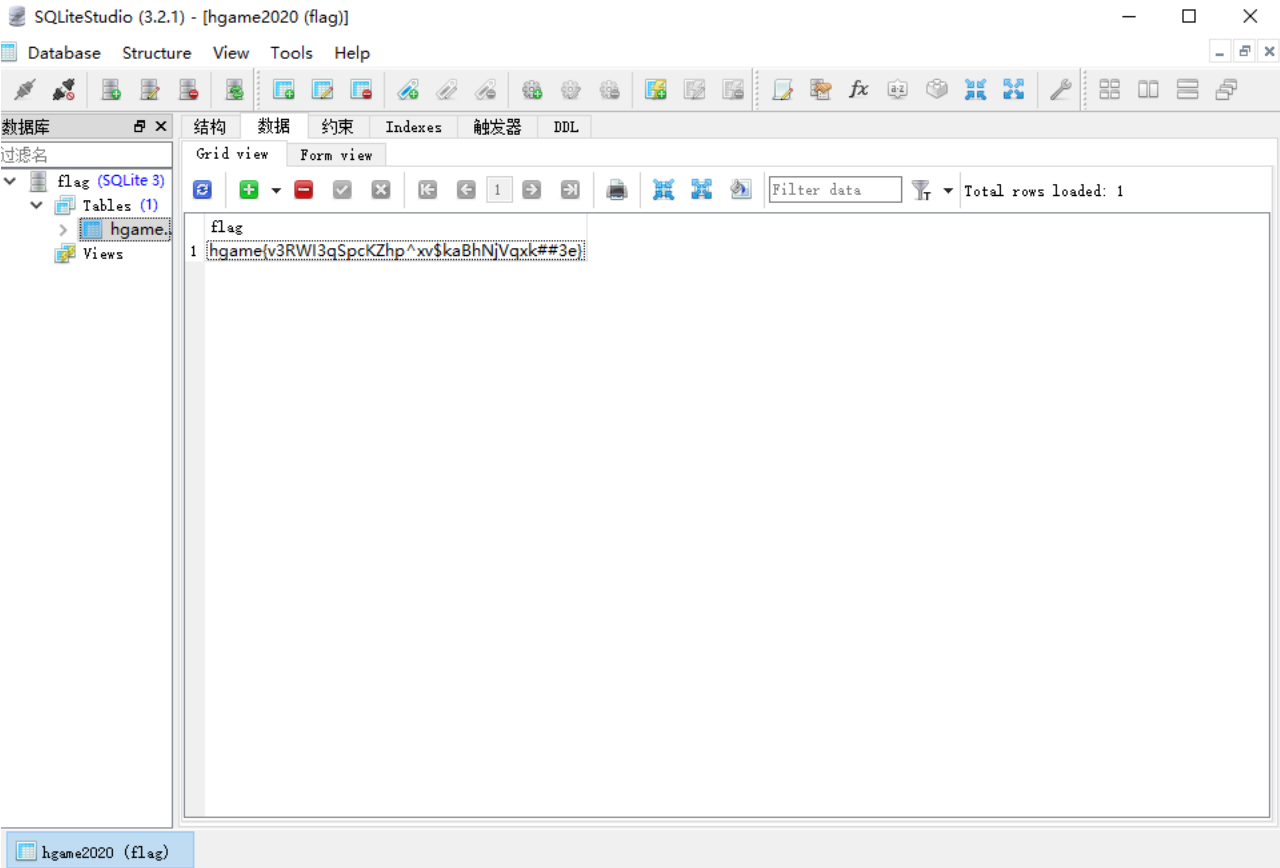 SQLiteStudio (3.2.1) - [hgame2020 (flag)]
Database Structure View Tools Help
数据库
过滤名
flag (SQLite 3)
Tables (1)
hgame..
Views
结构 数据 约束 Indexes 触发器 DDL
Grid view Form view
1 Filter data Total rows loaded: 1
flag
1 hgame{v3RWI3qSpcKZhp^xv$kaBhNjVqxk##3e}
hgame2020 (flag)